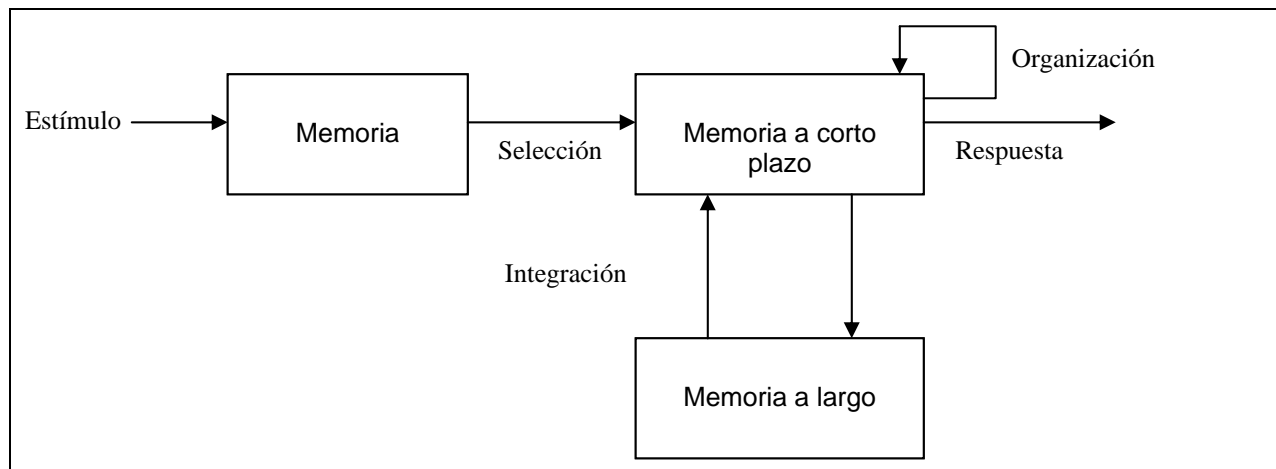 Organización
Estímulo
Memoria
Selección
Memoria a corto
plazo
Respuesta
Integración
Memoria a largo